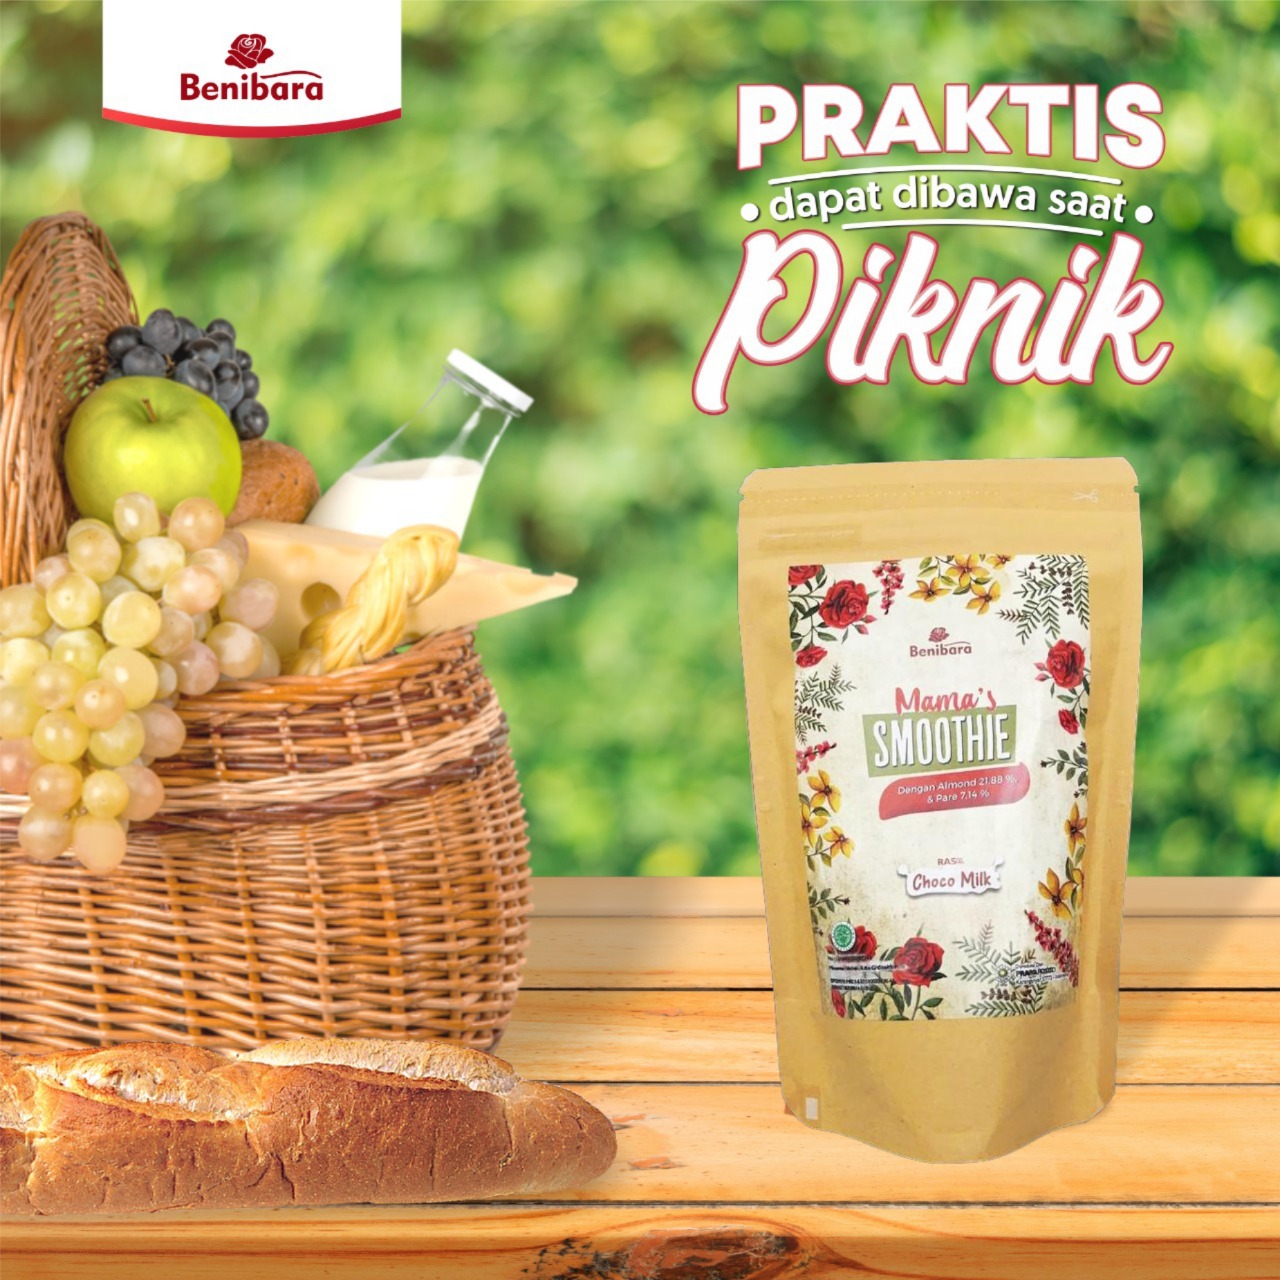 Benibara
PRAKTIS
• dapat dibawa saat •
Piknik
Benibara
Mama's
SMOOTHIE
Dengan Almond 21,88 %,
& Pare 7,14 %
RASA
Choco Milk